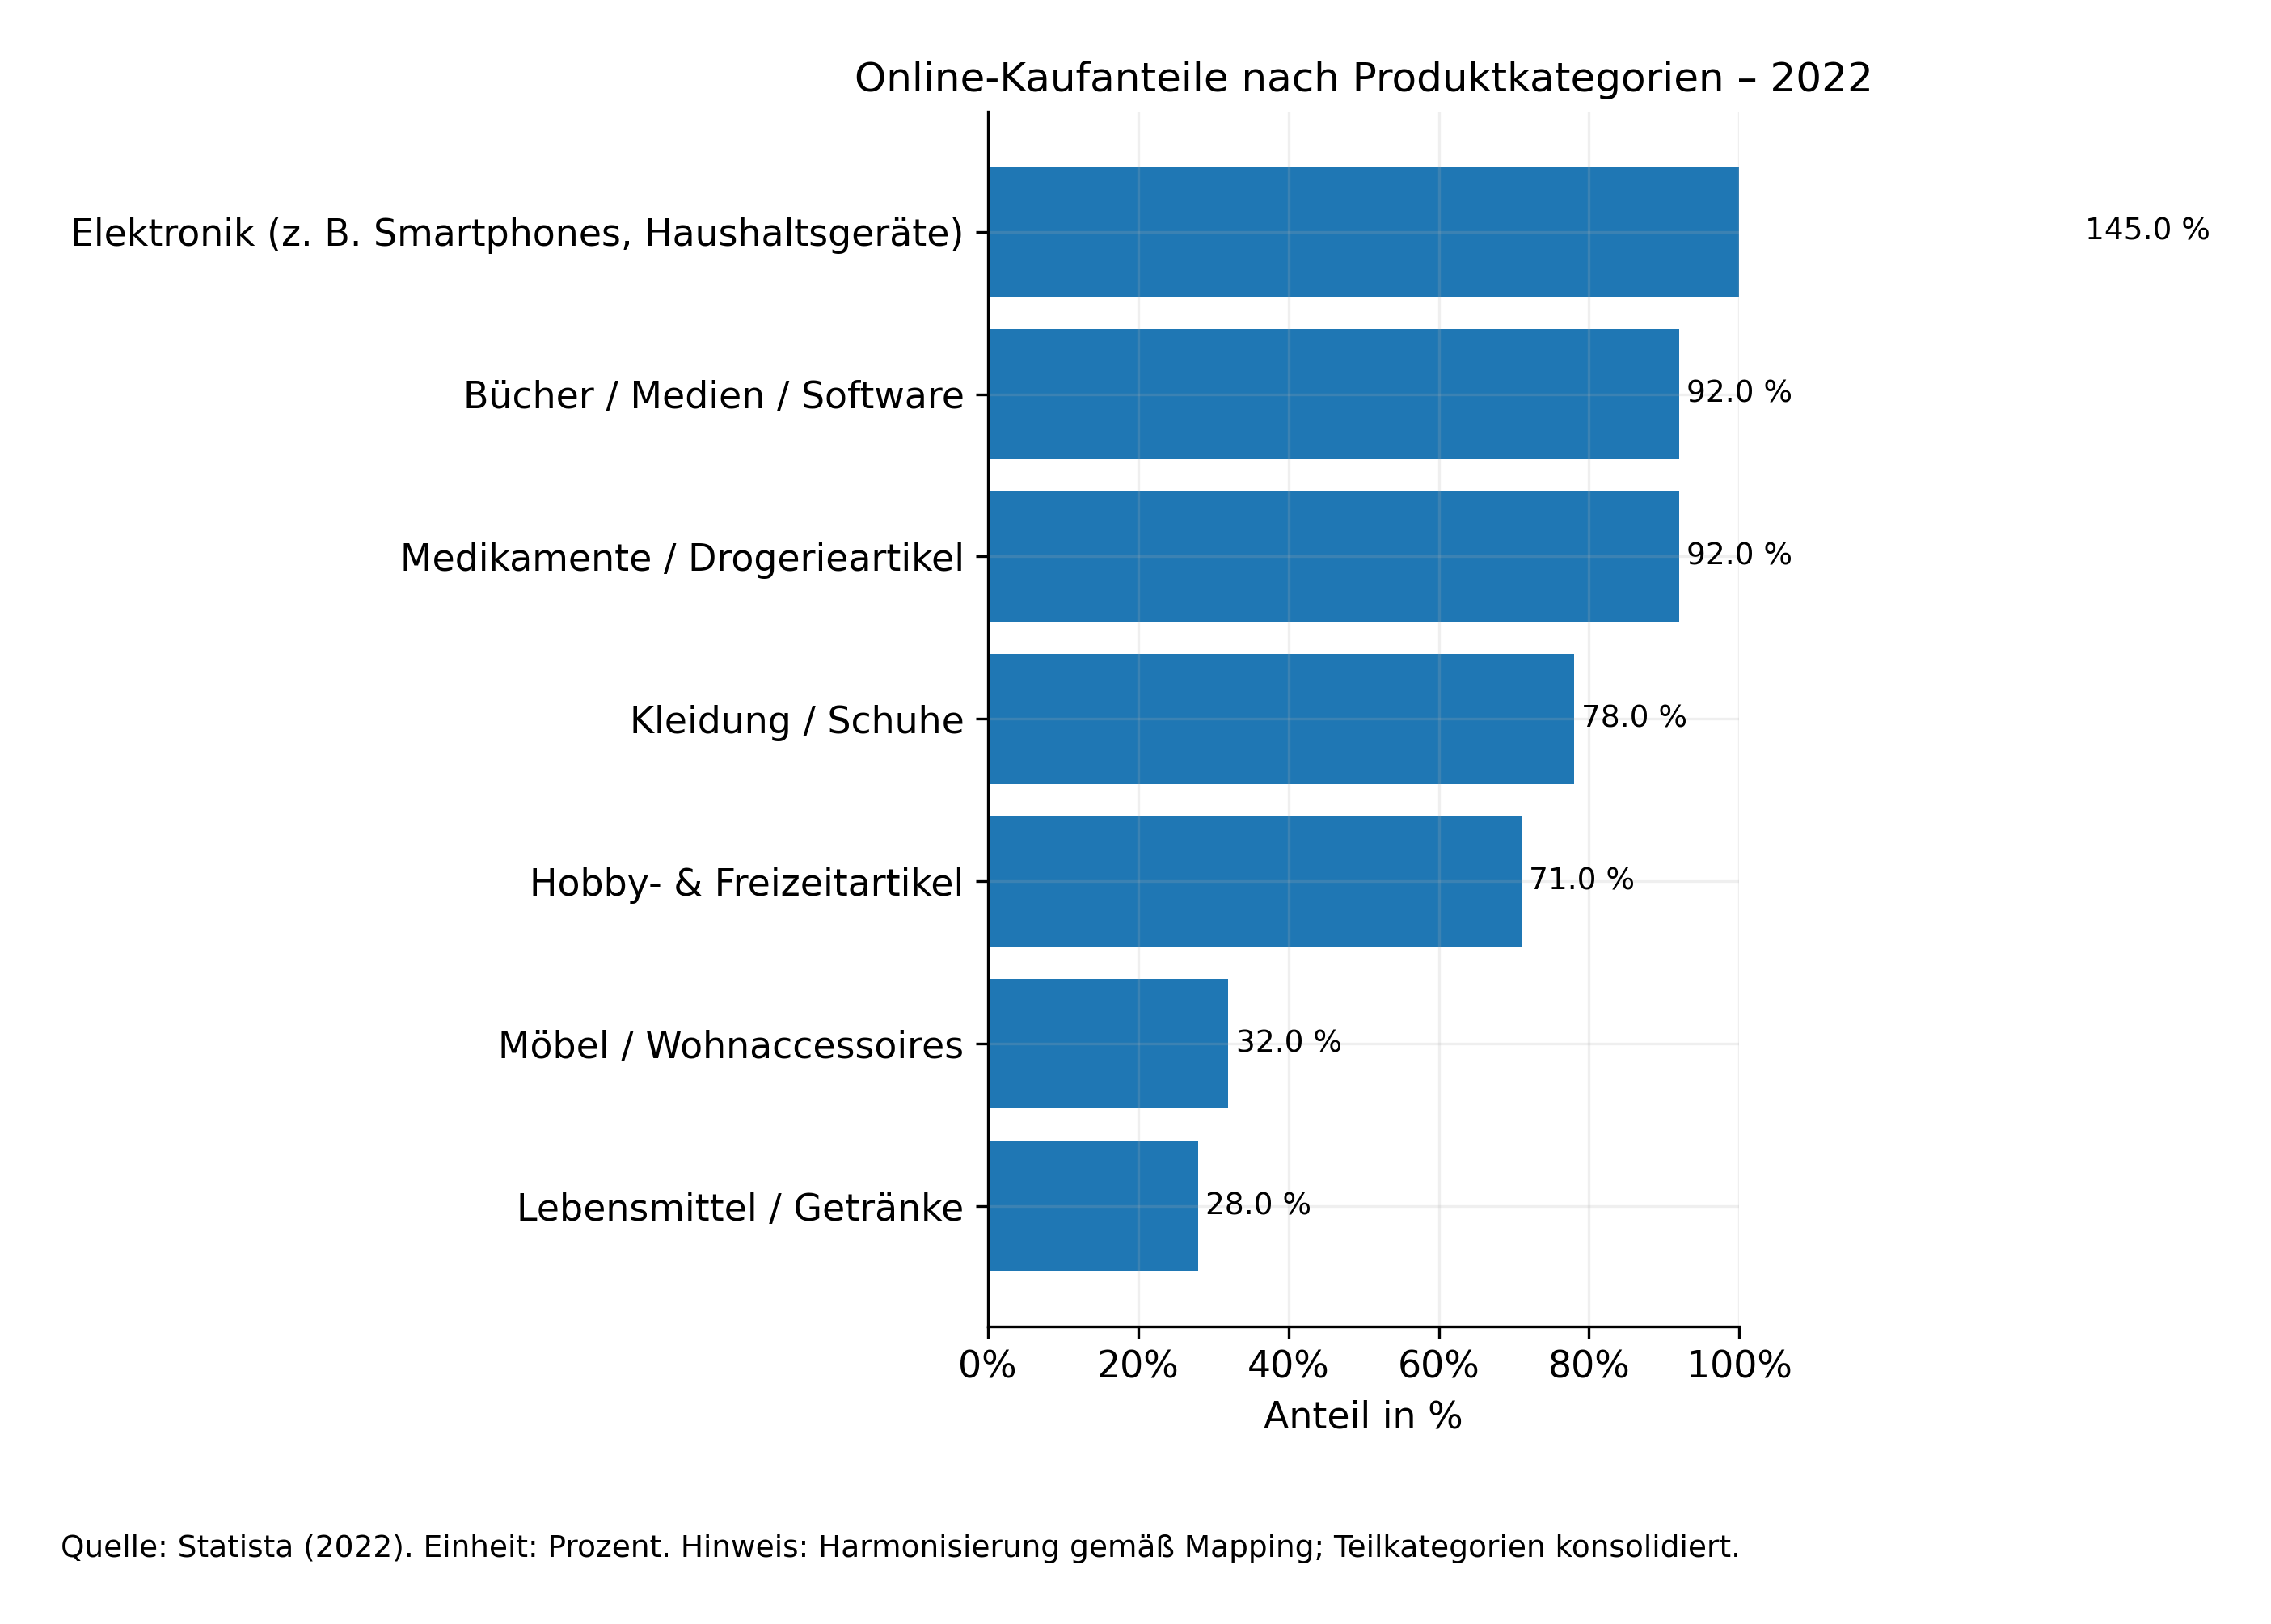 Online-Kaufanteile nach Produktkategorien – 2022
Elektronik (z. B. Smartphones, Haushaltsgeräte)
145.0 %
Bücher / Medien / Software
92.0 %
Medikamente / Drogerieartikel
92.0 %
Kleidung / Schuhe
78.0 %
Hobby- & Freizeitartikel
71.0 %
Möbel / Wohnaccessoires
32.0 %
Lebensmittel / Getränke
28.0 %
0% 20% 40% 60% 80% 100%
Anteil in %
Quelle: Statista (2022). Einheit: Prozent. Hinweis: Harmonisierung gemäß Mapping; Teilkategorien konsolidiert.